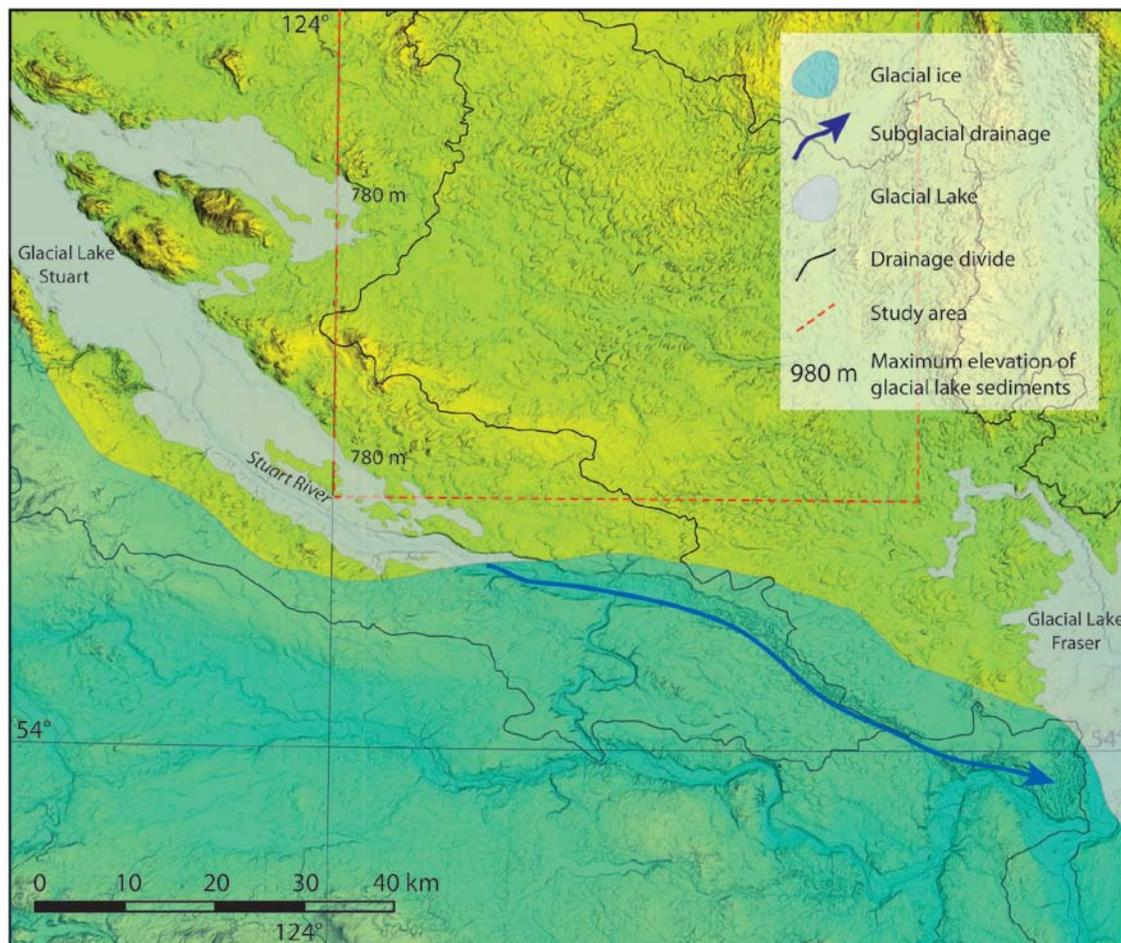 124°
Glacial ice
Subglacial drainage
Glacial Lake
Drainage divide
Study area
980 m
Maximum elevation of
glacial lake sediments
780 m
Glacial Lake
Stuart
780 m
Stuart River
Glacial Lake
Fraser
54°
54°
0 10 20 30 40 km
124°